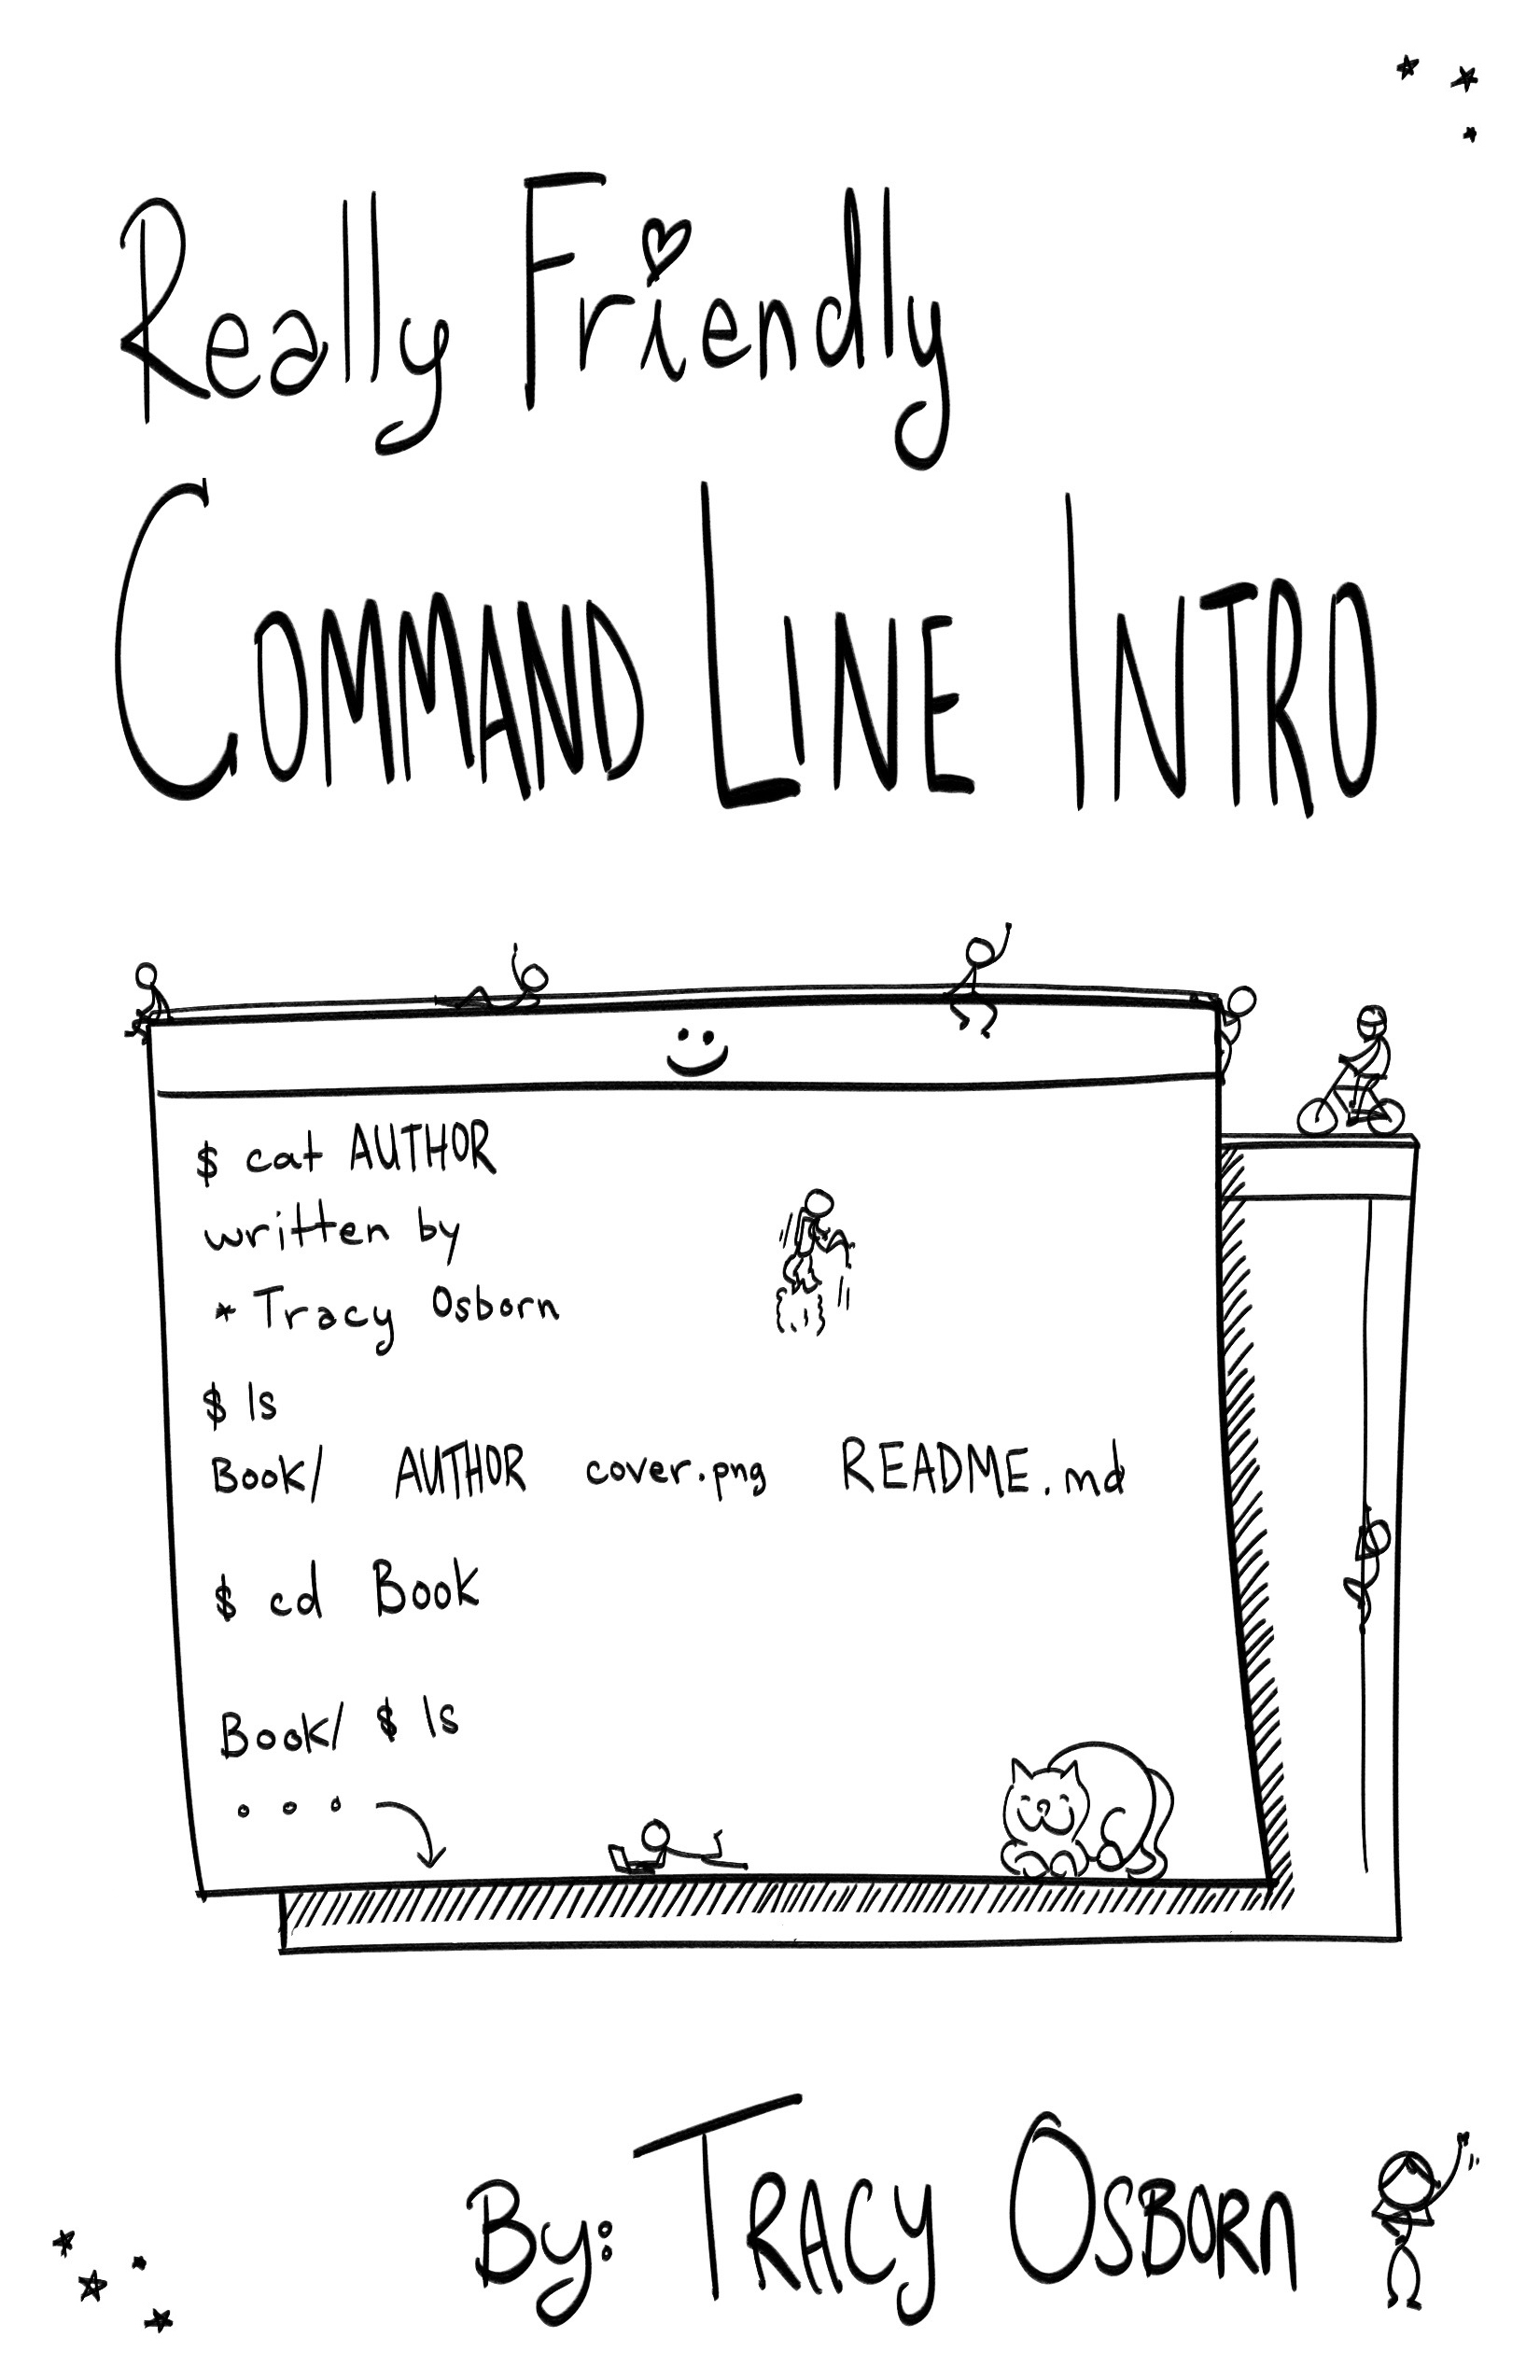 Really Friendly
COMMAND LINE INTRO
$ cat AUTHOR
written by
* Tracy Osborn
$ ls
Book/ AUTHOR cover.png README.md
$ cd Book
Book/ $ ls
...
By: TRACY OSBORN